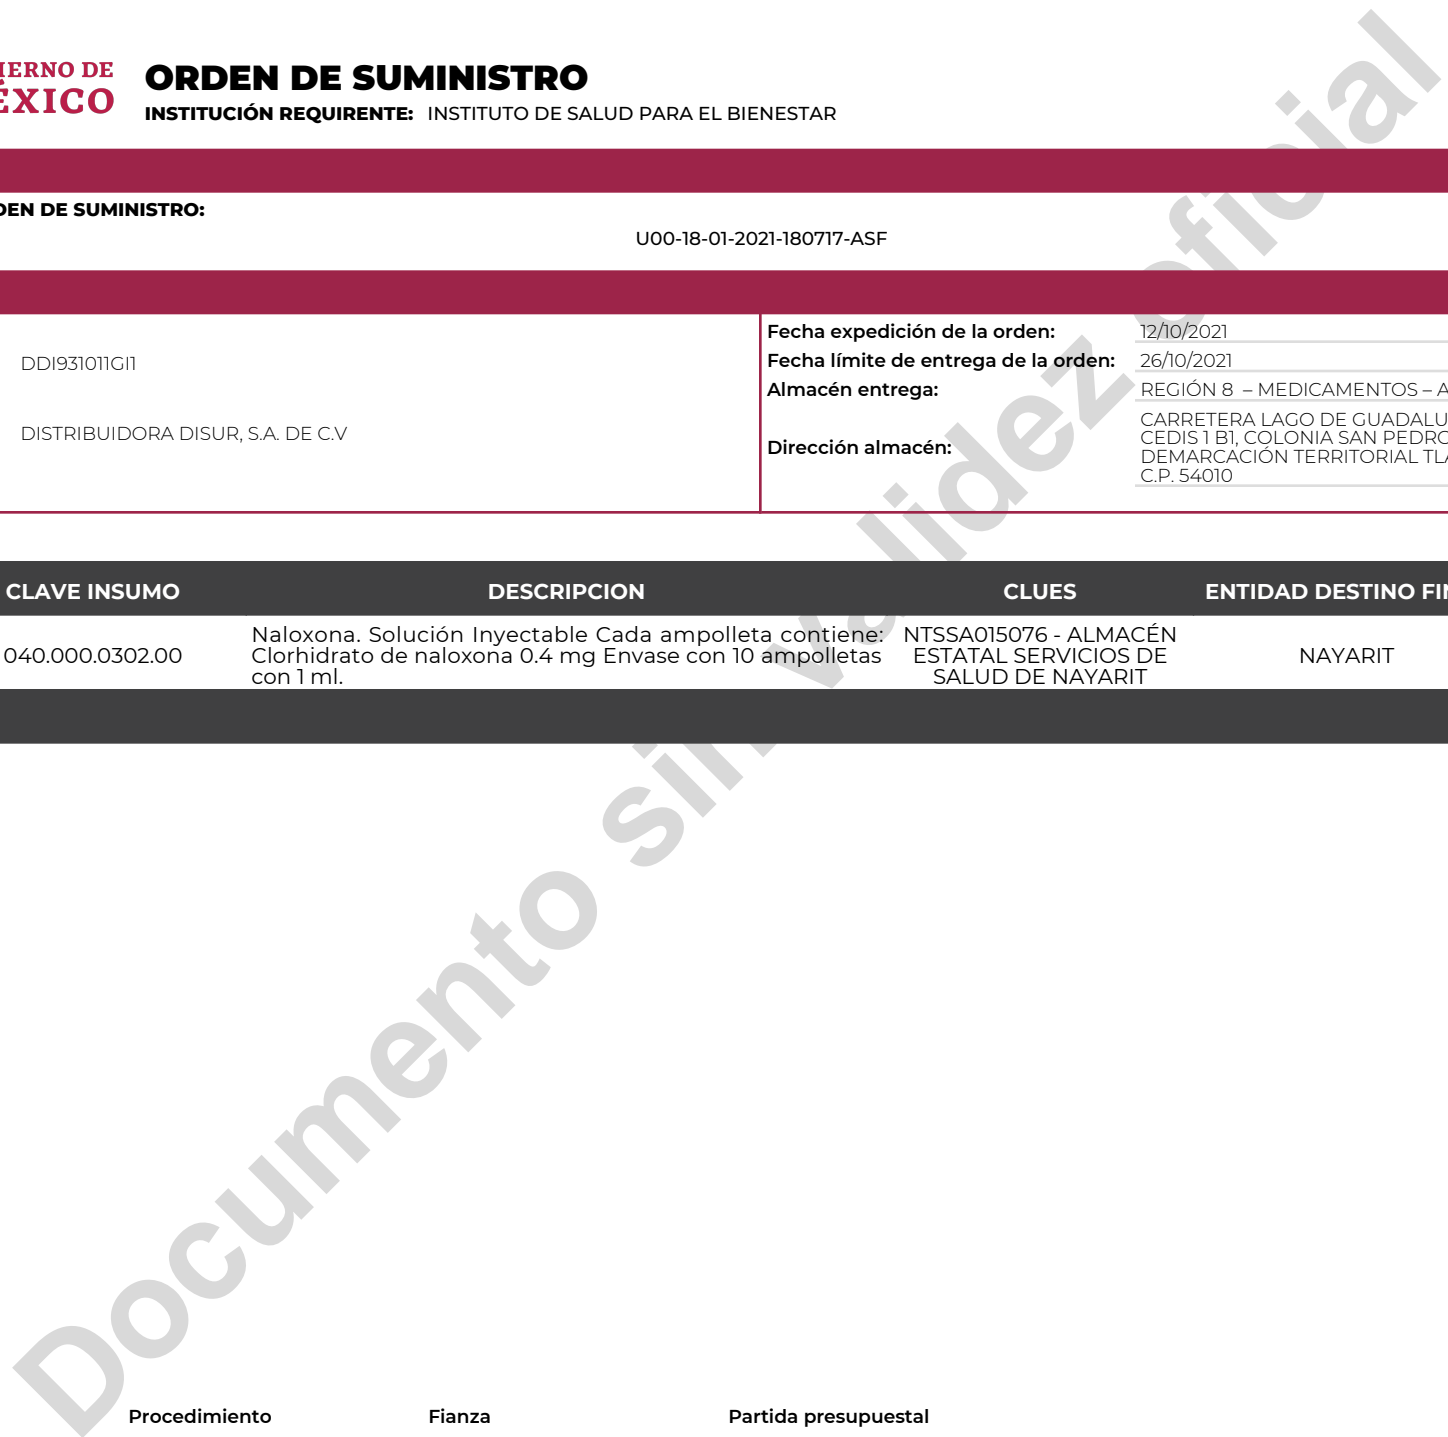 IERNO DE
ÉXICO
ORDEN DE SUMINISTRO
INSTITUCIÓN REQUIRENTE: INSTITUTO DE SALUD PARA EL BIENESTAR
DEN DE SUMINISTRO:
U00-18-01-2021-180717-ASF
DDI931011GI1
DISTRIBUIDORA DISUR, S.A. DE C.V
Fecha expedición de la orden: 12/10/2021
Fecha límite de entrega de la orden: 26/10/2021
Almacén entrega: REGIÓN 8 – MEDICAMENTOS – A
Dirección almacén:
CARRETERA LAGO DE GUADALU
CEDIS 1 B1, COLONIA SAN PEDRO
DEMARCACIÓN TERRITORIAL TLA
C.P. 54010
CLAVE INSUMO DESCRIPCION CLUES ENTIDAD DESTINO FIN
040.000.0302.00
Naloxona. Solución Inyectable Cada ampolleta contiene:
Clorhidrato de naloxona 0.4 mg Envase con 10 ampolletas
con 1 ml.
NTSSA015076 - ALMACÉN
ESTATAL SERVICIOS DE
SALUD DE NAYARIT
NAYARIT
Documento sin validez oficial
Procedimiento Fianza Partida presupuestal